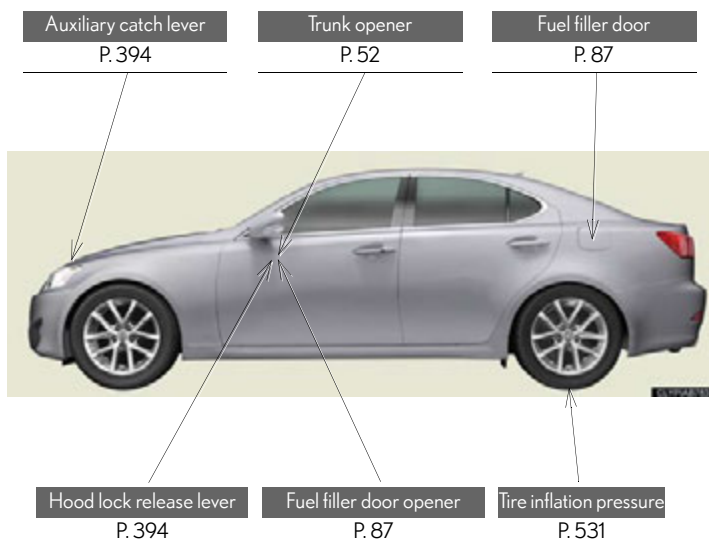 Auxiliary catch lever
P. 394
Trunk opener
P. 52
Fuel filler door
P. 87
Hood lock release lever
P. 394
Fuel filler door opener
P. 87
Tire inflation pressure
P. 531